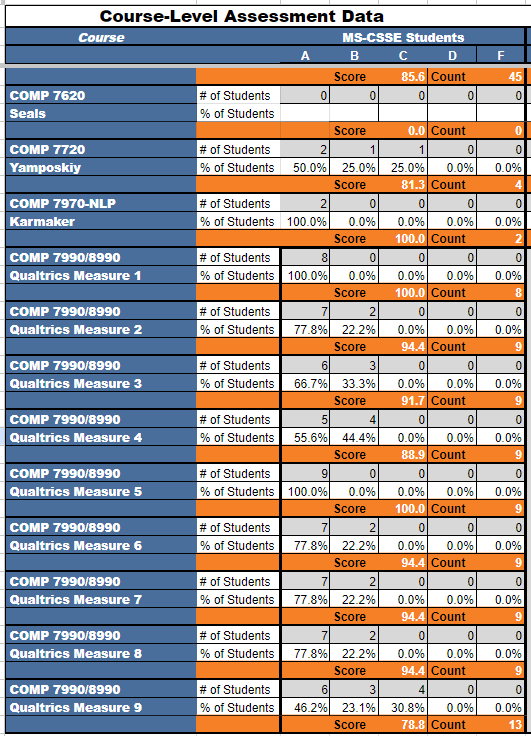 Course-Level Assessment Data
Course MS-CSSE Students
A B C D F
Score 85.6 Count 45
COMP 7620 # of Students 0 0 0 0 0
Seals % of Students
Score 0.0 Count 0
COMP 7720 # of Students 2 1 1 0 0
Yamposkiy % of Students 50.0% 25.0% 25.0% 0.0% 0.0%
Score 81.3 Count 4
COMP 7970-NLP # of Students 2 0 0 0 0
Karmaker % of Students 100.0% 0.0% 0.0% 0.0% 0.0%
Score 100.0 Count 2
COMP 7990/8990 # of Students 8 0 0 0 0
Qualtrics Measure 1 % of Students 100.0% 0.0% 0.0% 0.0% 0.0%
Score 100.0 Count 8
COMP 7990/8990 # of Students 7 2 0 0 0
Qualtrics Measure 2 % of Students 77.8% 22.2% 0.0% 0.0% 0.0%
Score 94.4 Count 9
COMP 7990/8990 # of Students 6 3 0 0 0
Qualtrics Measure 3 % of Students 66.7% 33.3% 0.0% 0.0% 0.0%
Score 91.7 Count 9
COMP 7990/8990 # of Students 5 4 0 0 0
Qualtrics Measure 4 % of Students 55.6% 44.4% 0.0% 0.0% 0.0%
Score 88.9 Count 9
COMP 7990/8990 # of Students 9 0 0 0 0
Qualtrics Measure 5 % of Students 100.0% 0.0% 0.0% 0.0% 0.0%
Score 100.0 Count 9
COMP 7990/8990 # of Students 7 2 0 0 0
Qualtrics Measure 6 % of Students 77.8% 22.2% 0.0% 0.0% 0.0%
Score 94.4 Count 9
COMP 7990/8990 # of Students 7 2 0 0 0
Qualtrics Measure 7 % of Students 77.8% 22.2% 0.0% 0.0% 0.0%
Score 94.4 Count 9
COMP 7990/8990 # of Students 7 2 0 0 0
Qualtrics Measure 8 % of Students 77.8% 22.2% 0.0% 0.0% 0.0%
Score 94.4 Count 9
COMP 7990/8990 # of Students 6 3 4 0 0
Qualtrics Measure 9 % of Students 46.2% 23.1% 30.8% 0.0% 0.0%
Score 78.8 Count 13